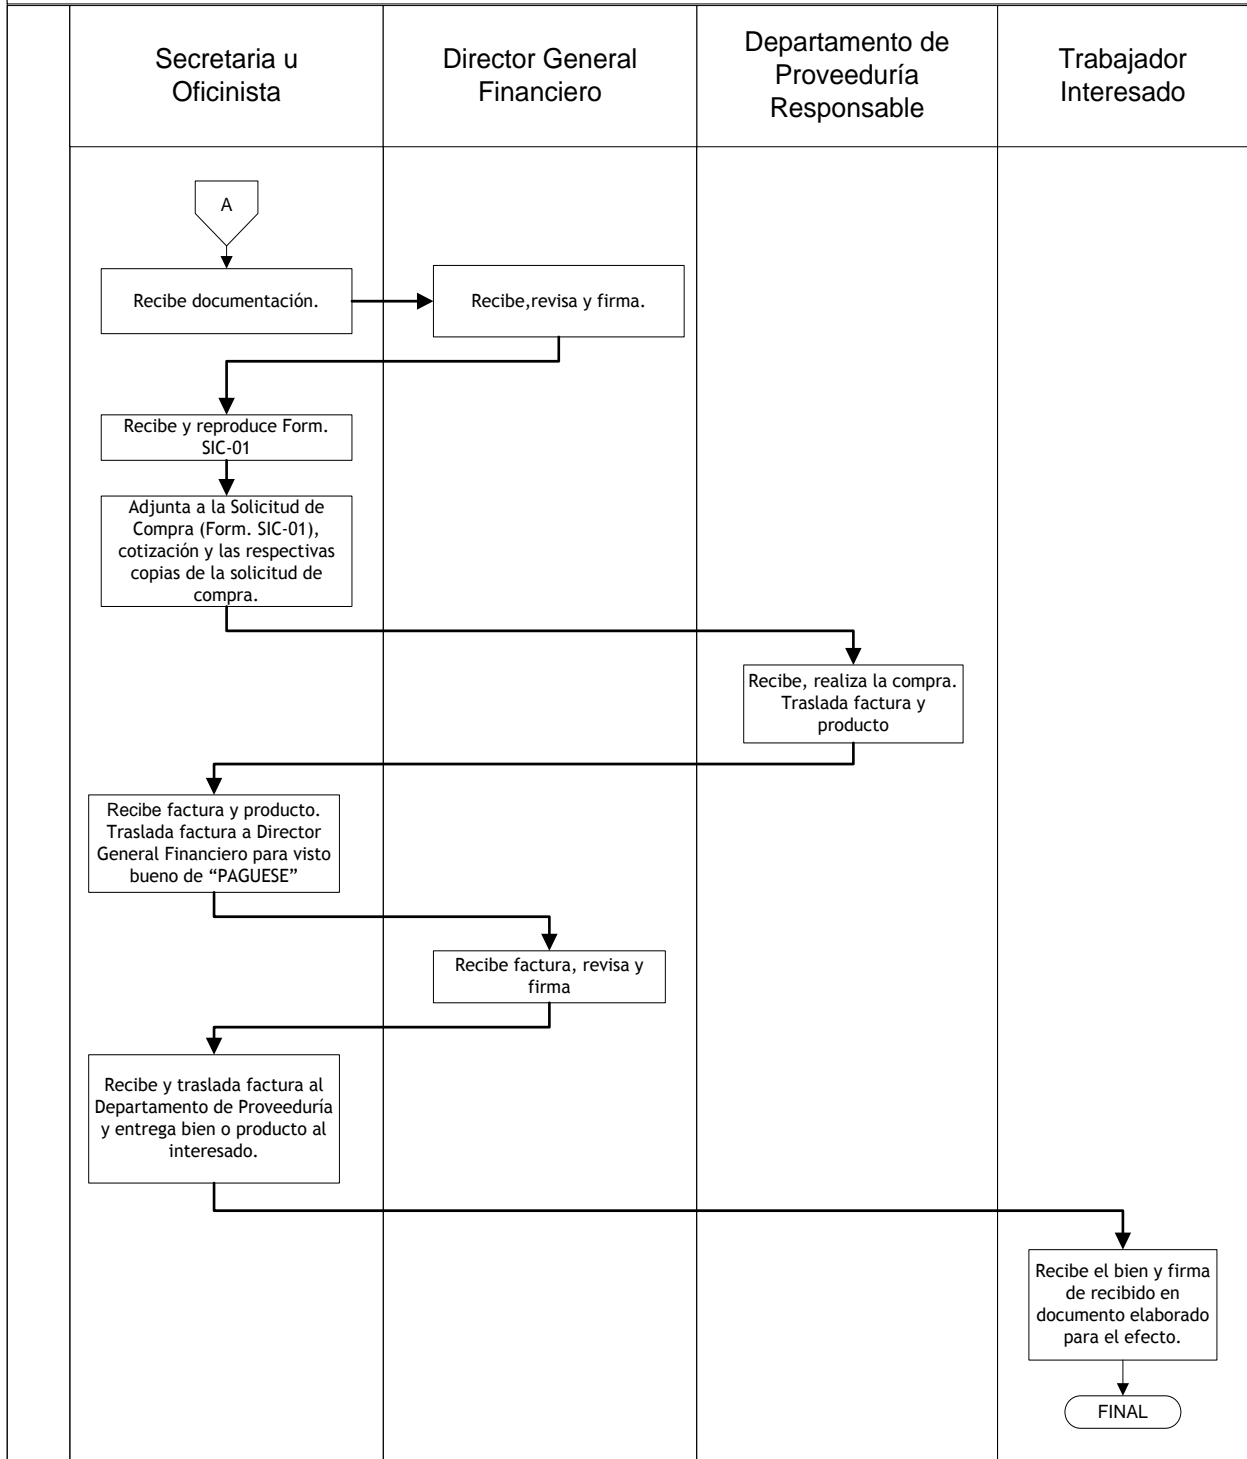 Secretaria u
Oficinista
Director General
Financiero
Departamento de
Proveeduría
Responsable
Trabajador
Interesado
A
Recibe documentación.
Recibe,revisa y firma.
Recibe y reproduce Form.
SIC-01
Adjunta a la Solicitud de
Compra (Form. SIC-01),
cotización y las respectivas
copias de la solicitud de
compra.
Recibe, realiza la compra.
Traslada factura y
producto
Recibe factura y producto.
Traslada factura a Director
General Financiero para visto
bueno de “PAGUESE”
Recibe factura, revisa y
firma
Recibe y traslada factura al
Departamento de Proveeduría
y entrega bien o producto al
interesado.
Recibe el bien y firma
de recibido en
documento elaborado
para el efecto.
FINAL